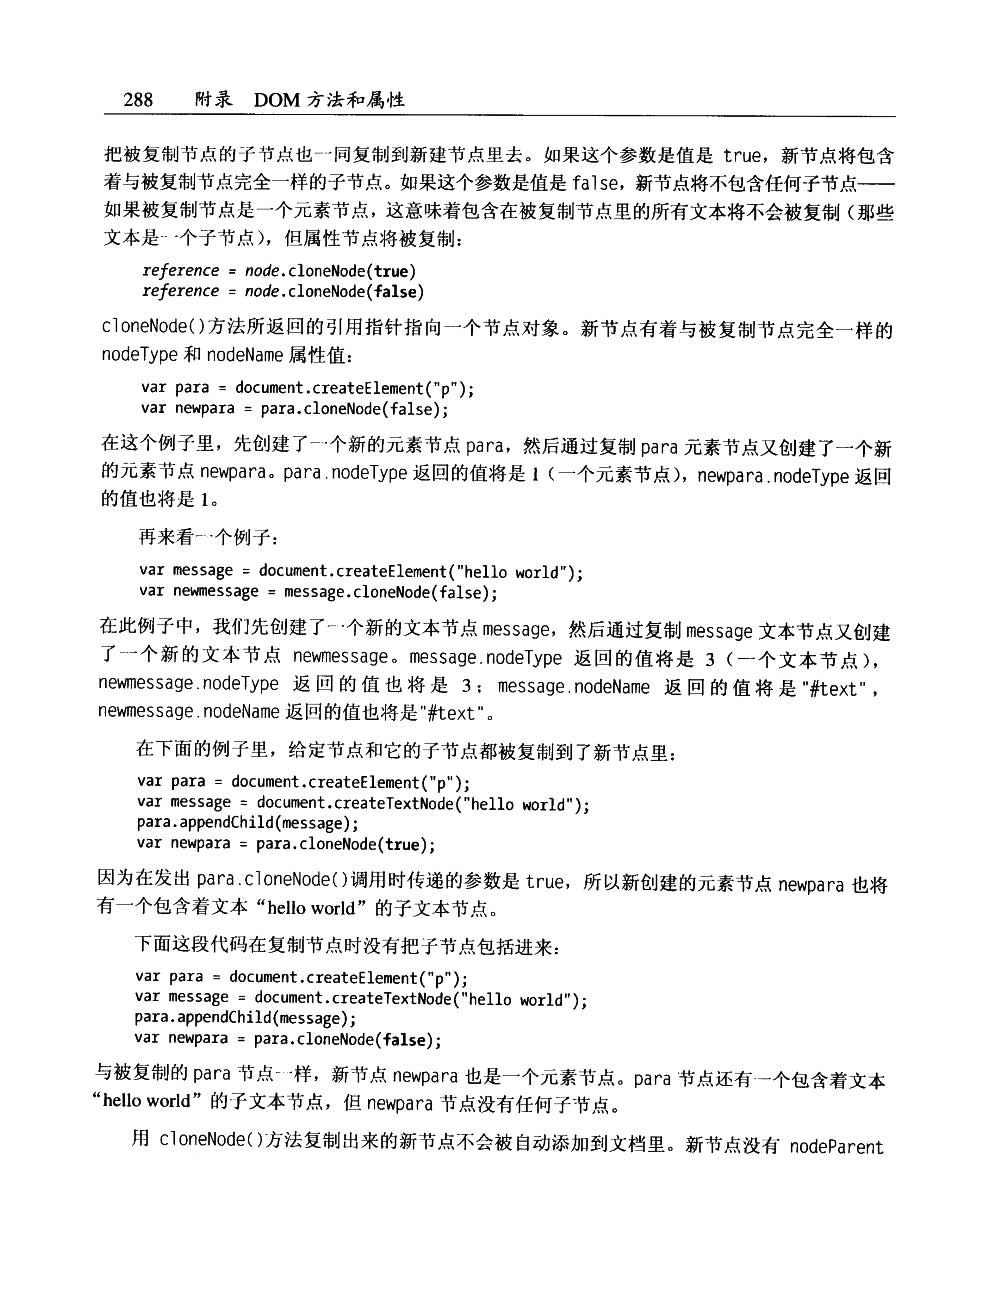 288 附录 DOM 方法和属性
把被复制节点的子节点也一同复制到新建节点里去。如果这个参数是值是 true，新节点将包含
着与被复制节点完全一样的子节点。如果这个参数是值是 false，新节点将不包含任何子节点——
如果被复制节点是一个元素节点，这意味着包含在被复制节点里的所有文本将不会被复制（那些
文本是一个子节点），但属性节点将被复制：
reference = node.cloneNode(true)
reference = node.cloneNode(false)
cloneNode()方法所返回的引用指针指向一个节点对象。新节点有着与被复制节点完全一样的
nodeType 和 nodeName 属性值：
var para = document.createElement("p");
var newpara = para.cloneNode(false);
在这个例子里，先创建了一个新的元素节点 para，然后通过复制 para 元素节点又创建了一个新
的元素节点 newpara。para.nodeType 返回的值将是 1（一个元素节点），newpara.nodeType 返回
的值也将是 1。
再来看一个例子：
var message = document.createElement("hello world");
var newmessage = message.cloneNode(false);
在此例子中，我们先创建了一个新的文本节点 message，然后通过复制 message 文本节点又创建
了一个新的文本节点 newmessage。message.nodeType 返回的值将是 3（一个文本节点），
newmessage.nodeType 返回的值也将是 3；message.nodeName 返回的值将是"#text"，
newmessage.nodeName 返回的值也将是"#text"。
在下面的例子里，给定节点和它的子节点都被复制到了新节点里：
var para = document.createElement("p");
var message = document.createTextNode("hello world");
para.appendChild(message);
var newpara = para.cloneNode(true);
因为在发出 para.cloneNode()调用时传递的参数是 true，所以新创建的元素节点 newpara 也将
有一个包含着文本“hello world”的子文本节点。
下面这段代码在复制节点时没有把子节点包括进来：
var para = document.createElement("p");
var message = document.createTextNode("hello world");
para.appendChild(message);
var newpara = para.cloneNode(false);
与被复制的 para 节点一样，新节点 newpara 也是一个元素节点。para 节点还有一个包含着文本
“hello world”的子文本节点，但 newpara 节点没有任何子节点。
用 cloneNode()方法复制出来的新节点不会被自动添加到文档里。新节点没有 nodeParent